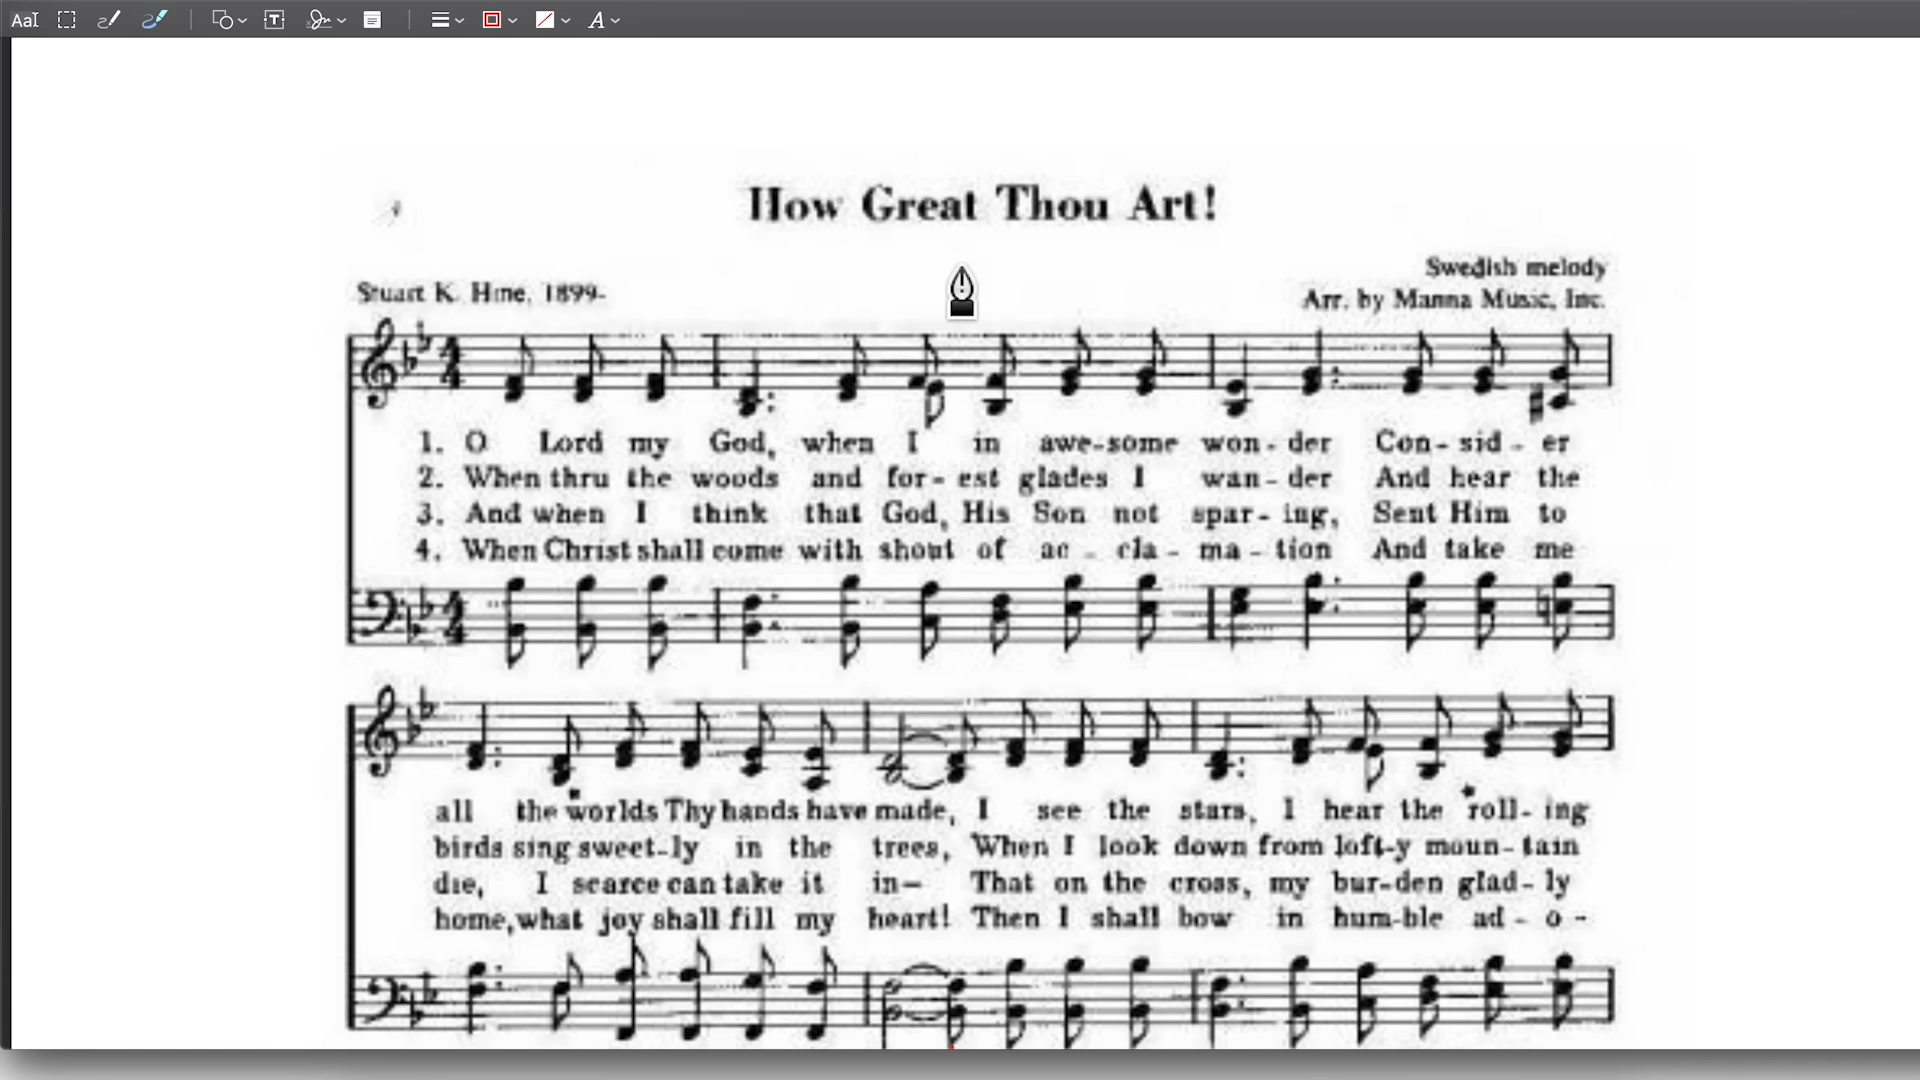 AaI T A
How Great Thou Art!
Swedish melody
Stuart K. Hine, 1899-
Arr. by Manna Music, Inc.
4
4
1. O Lord my God, when I in awe-some won - der Con - sid - er
2. When thru the woods and for - est glades I wan - der And hear the
3. And when I think that God, His Son not spar - ing, Sent Him to
4. When Christ shall come with shout of ac - cla - ma - tion And take me
4
4
all the worlds Thy hands have made, I see the stars, I hear the roll - ing
birds sing sweet-ly in the trees, When I look down from loft-y moun - tain
die, I scarce can take it in— That on the cross, my bur-den glad - ly
home, what joy shall fill my heart! Then I shall bow in hum-ble ad - o -